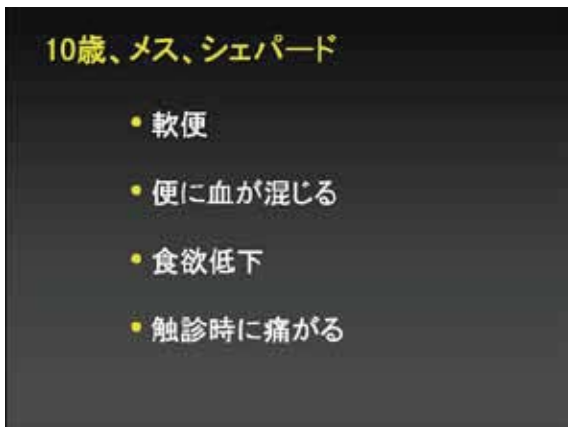 10歳、メス、シェパード
• 軟便
• 便に血が混じる
• 食欲低下
• 触診時に痛がる